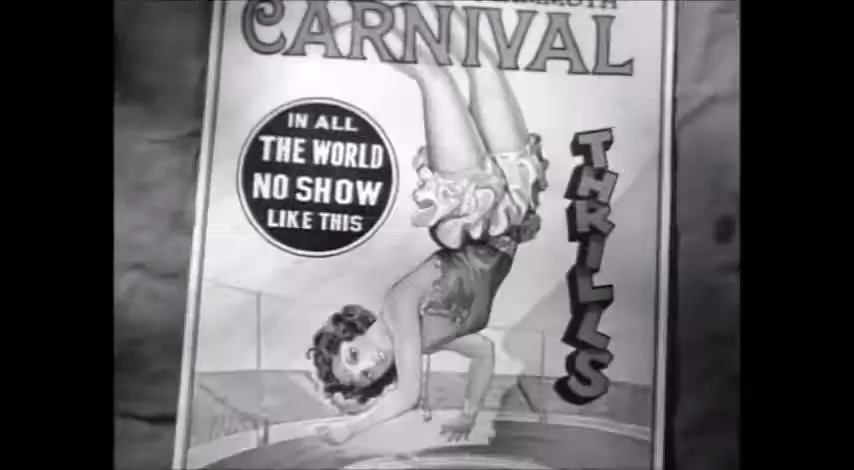 CARNIVAL
IN ALL
THE WORLD
NO SHOW
LIKE THIS
THRILLS